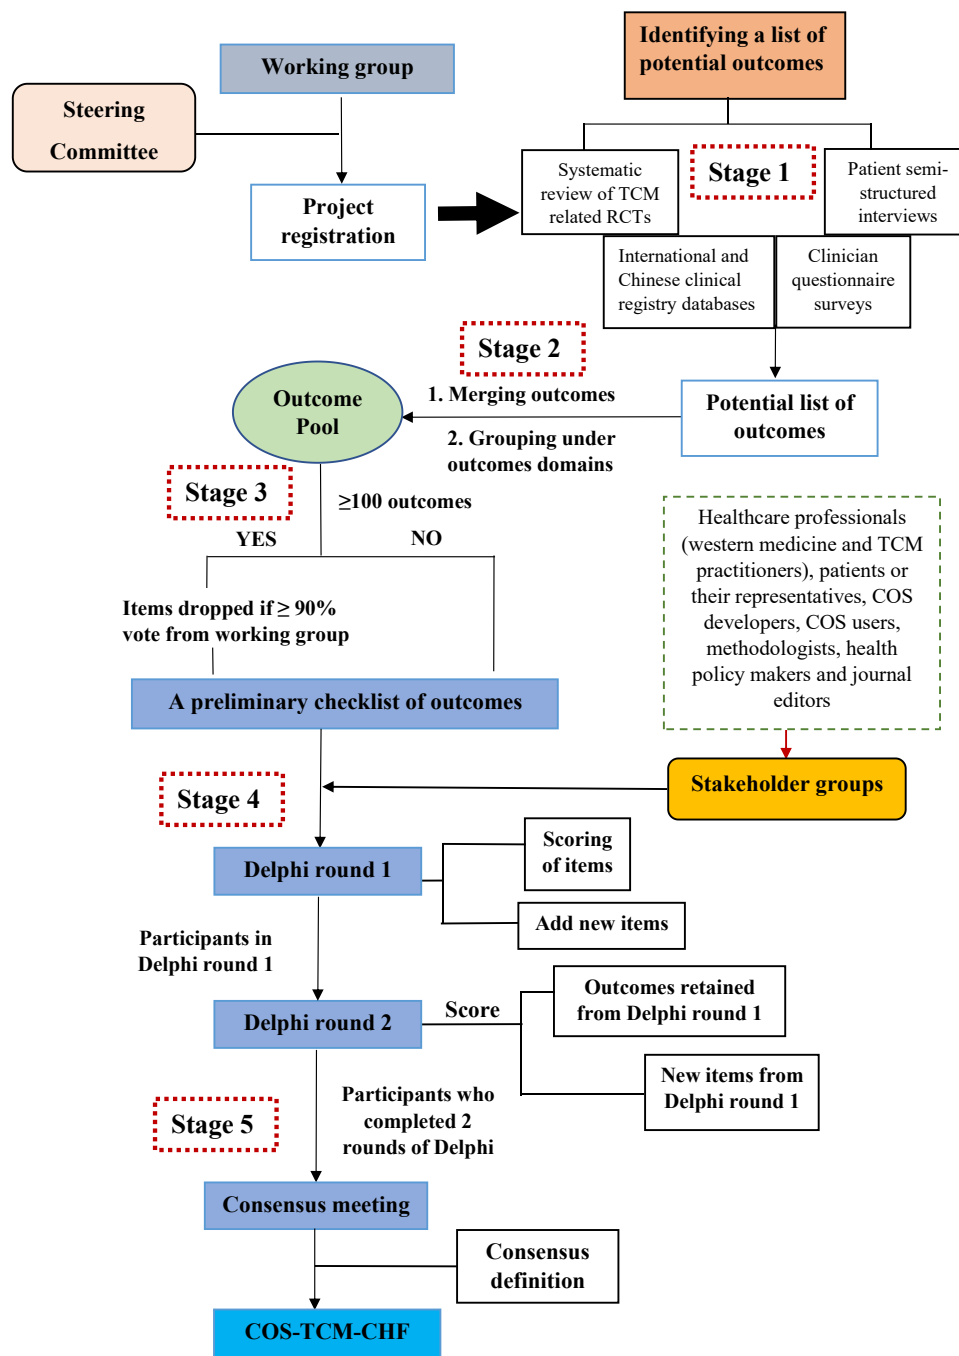 Working group
Steering
Committee
Project
registration
Identifying a list of
potential outcomes
Stage 1
Systematic
review of TCM
related RCTs
Patient semi-
structured
interviews
International and
Chinese clinical
registry databases
Clinician
questionnaire
surveys
Stage 2
1. Merging outcomes
2. Grouping under
outcomes domains
Potential list of
outcomes
Outcome
Pool
Stage 3
≥100 outcomes
YES
NO
Items dropped if ≥ 90%
vote from working group
A preliminary checklist of outcomes
Healthcare professionals
(western medicine and TCM
practitioners), patients or
their representatives, COS
developers, COS users,
methodologists, health
policy makers and journal
editors
Stakeholder groups
Stage 4
Delphi round 1
Scoring
of items
Add new items
Participants in
Delphi round 1
Delphi round 2
Score
Outcomes retained
from Delphi round 1
New items from
Delphi round 1
Stage 5
Participants who
completed 2
rounds of Delphi
Consensus meeting
Consensus
definition
COS-TCM-CHF